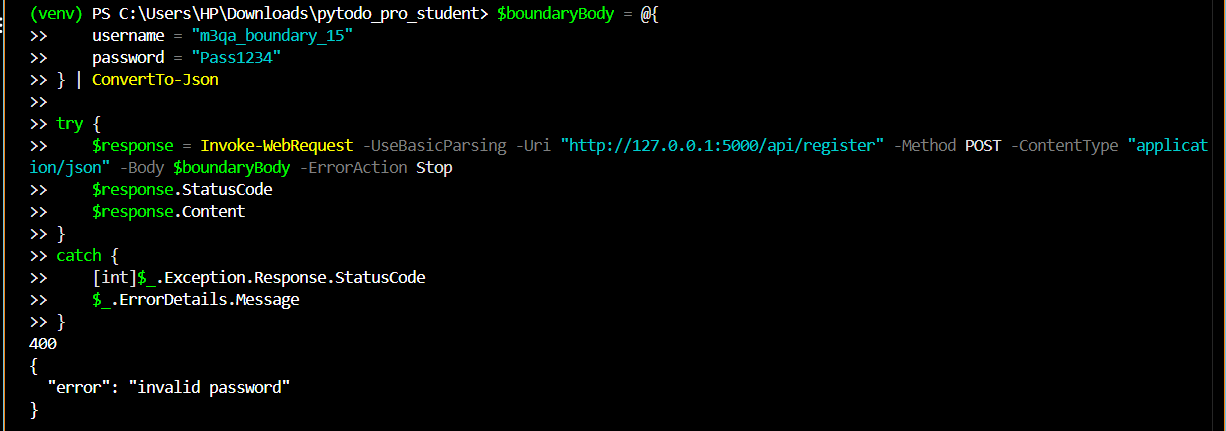 (venv) PS C:\Users\HP\Downloads\pytodo_pro_student> $boundaryBody = @{
>>     username = "m3qa_boundary_15"
>>     password = "Pass1234"
>> } | ConvertTo-Json
>>
>> try {
>>     $response = Invoke-WebRequest -UseBasicParsing -Uri "http://127.0.0.1:5000/api/register" -Method POST -ContentType "applicat
ion/json" -Body $boundaryBody -ErrorAction Stop
>>     $response.StatusCode
>>     $response.Content
>> }
>> catch {
>>     [int]$_.Exception.Response.StatusCode
>>     $_.ErrorDetails.Message
>> }
400
{
  "error": "invalid password"
}